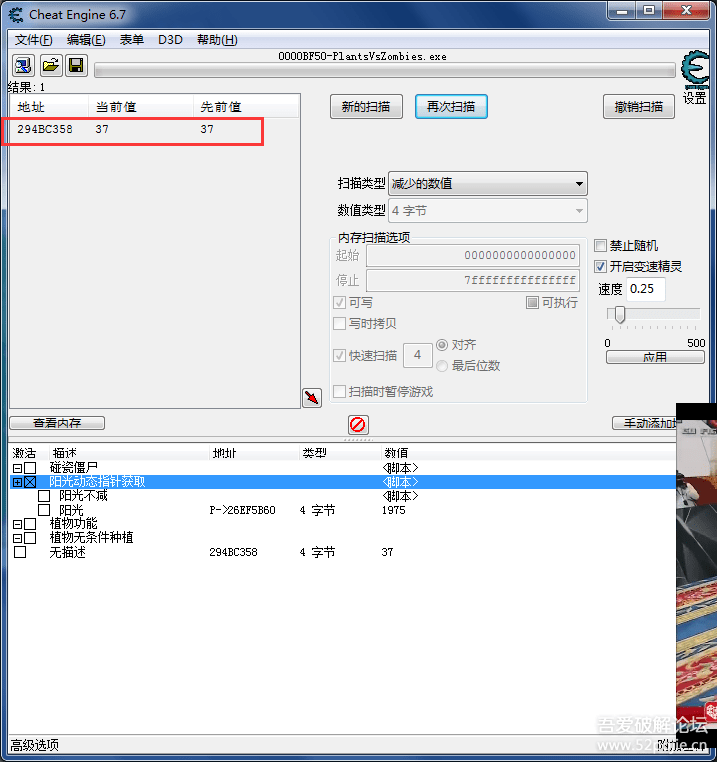 Cheat Engine 6.7
文件(F) 编辑(E) 表单 D3D 帮助(H)
0000BF50-PlantsVsZombies.exe
结果: 1
设置
地址 当前值 先前值
294BC358 37 37
新的扫描 再次扫描 撤销扫描
扫描类型 减少的数值
数值类型 4 字节
内存扫描选项
起始 0000000000000000
停止 7fffffffffffffff
可写 可执行
写时拷贝
快速扫描 4 对齐
最后位数
扫描时暂停游戏
禁止随机
开启变速精灵
速度 0.25
0 500
应用
查看内存
手动添加
激活 描述 地址 类型 数值
碰瓷僵尸 <脚本>
阳光动态指针获取 <脚本>
阳光不减 <脚本>
阳光 P->26EF5B60 4 字节 1975
植物功能
植物无条件种植
无描述 294BC358 4 字节 37
高级选项
附加
吾爱破解论坛
www.52pojie.cn